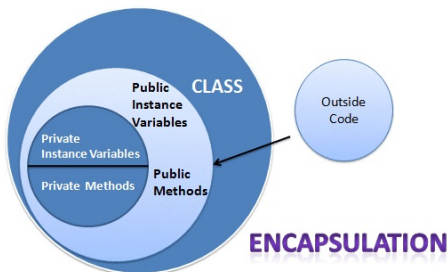 CLASS
Public
Instance
Variables
Private
Instance Variables
Private Methods
Public
Methods
Outside
Code
ENCAPSULATION